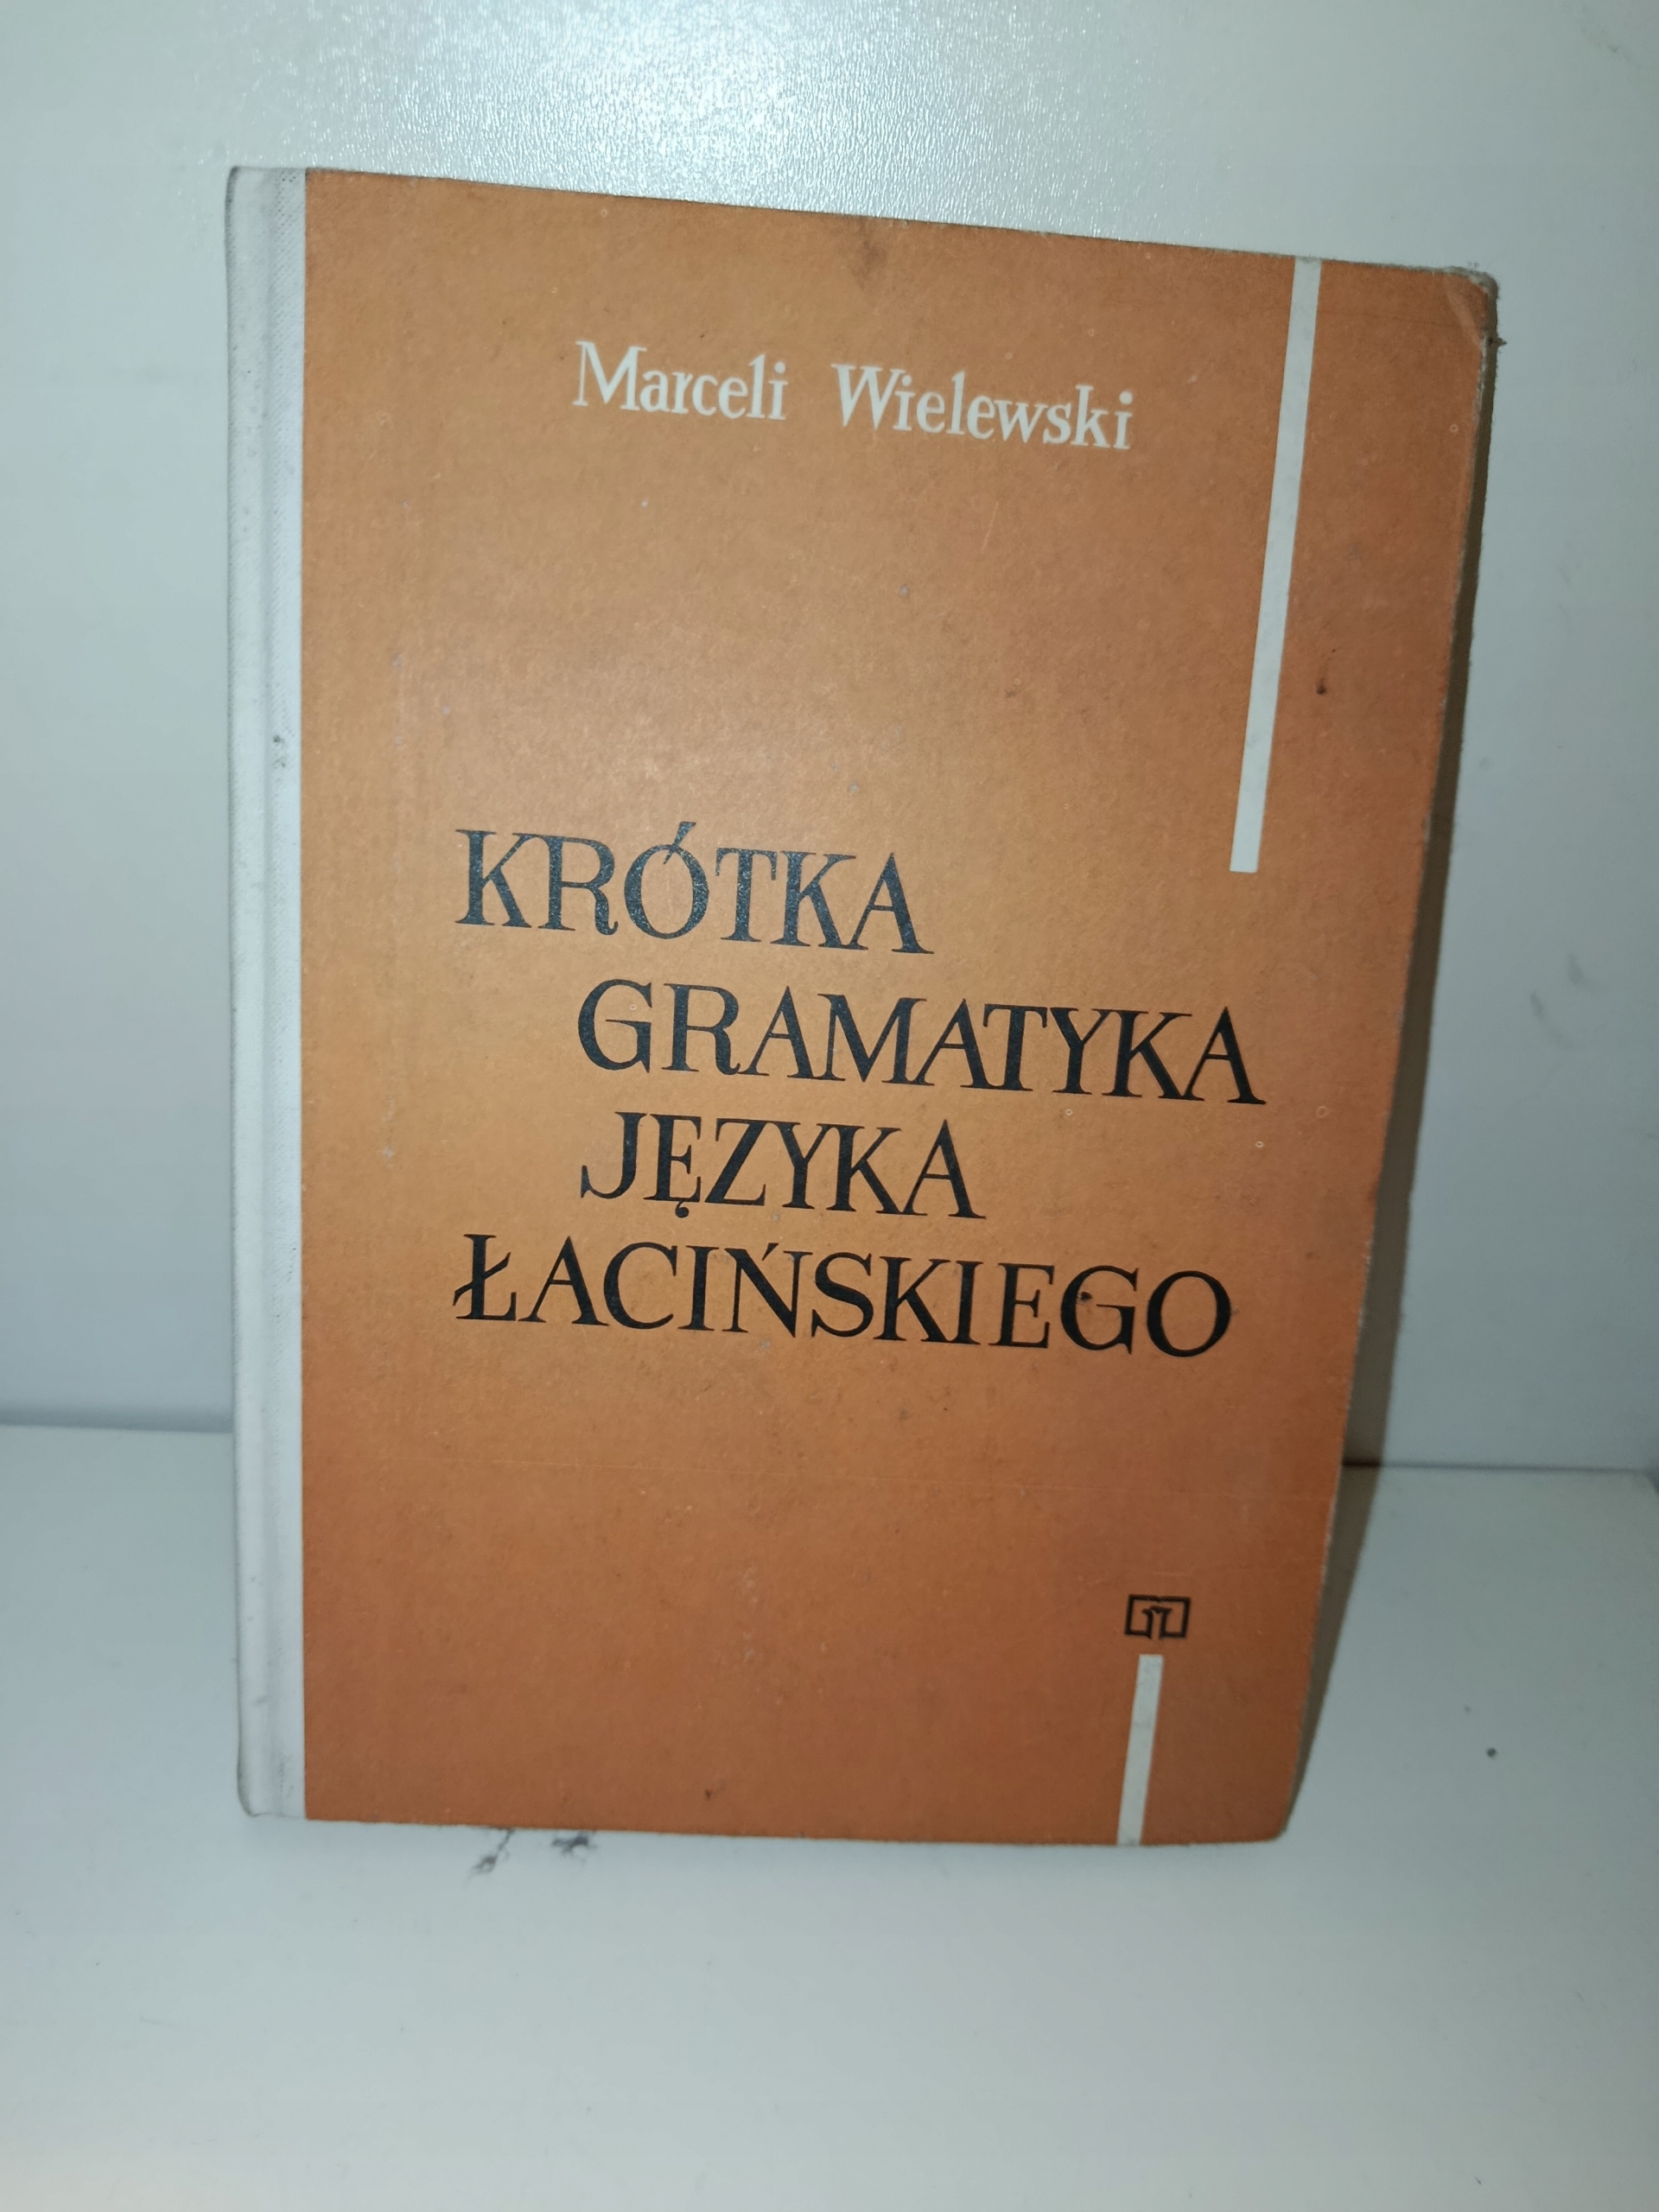 Marceli Wielewski
KRÓTKA
GRAMATYKA
JĘZYKA
ŁACIŃSKIEGO